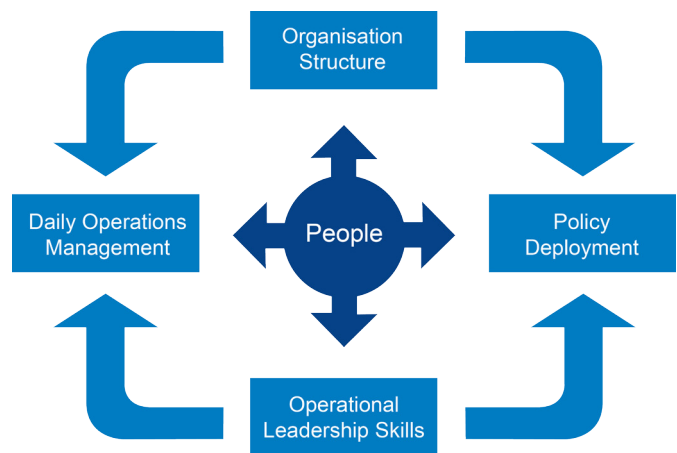 Organisation
Structure
Daily Operations
Management
People
Policy
Deployment
Operational
Leadership Skills